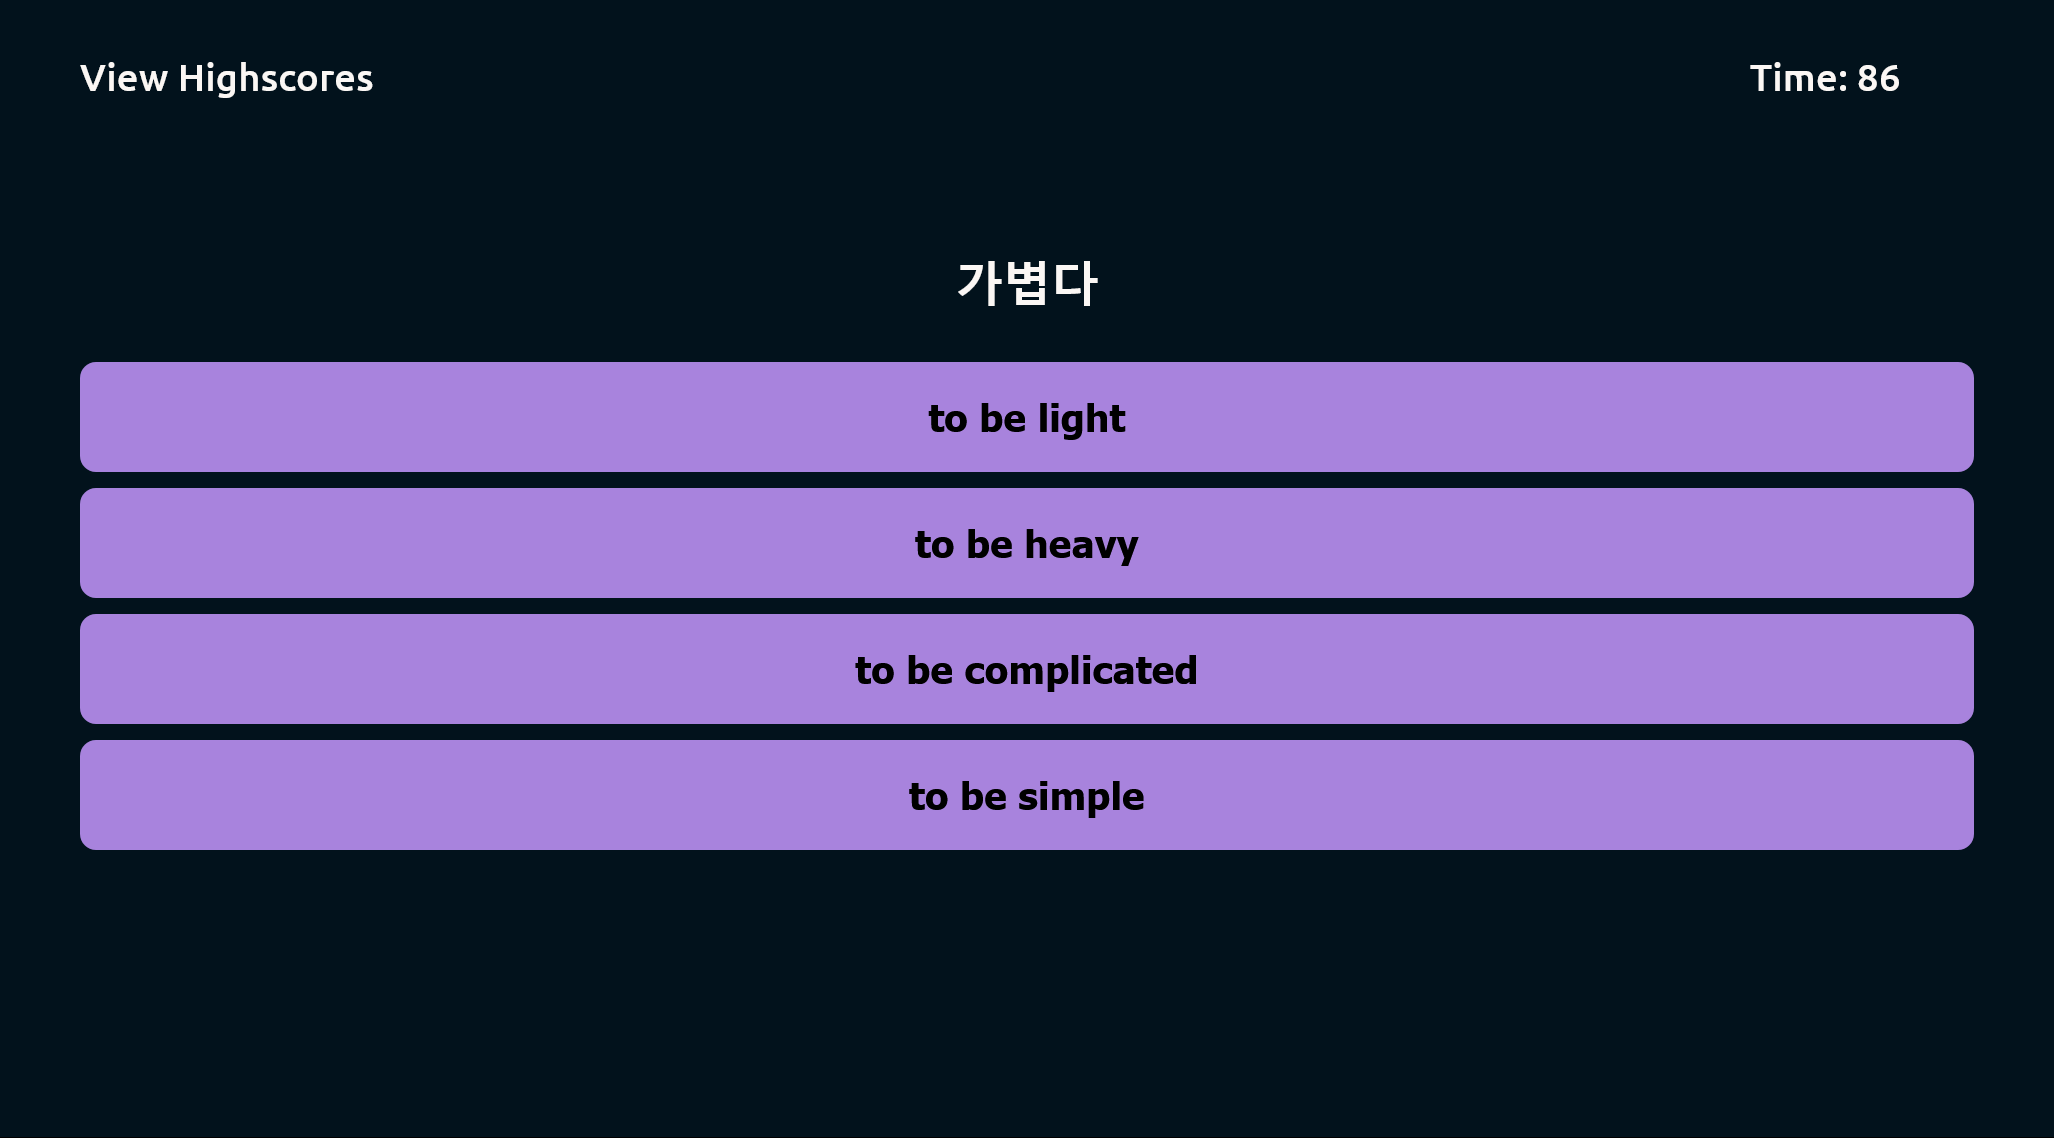 View Highscores
Time: 86
가볍다
to be light
to be heavy
to be complicated
to be simple